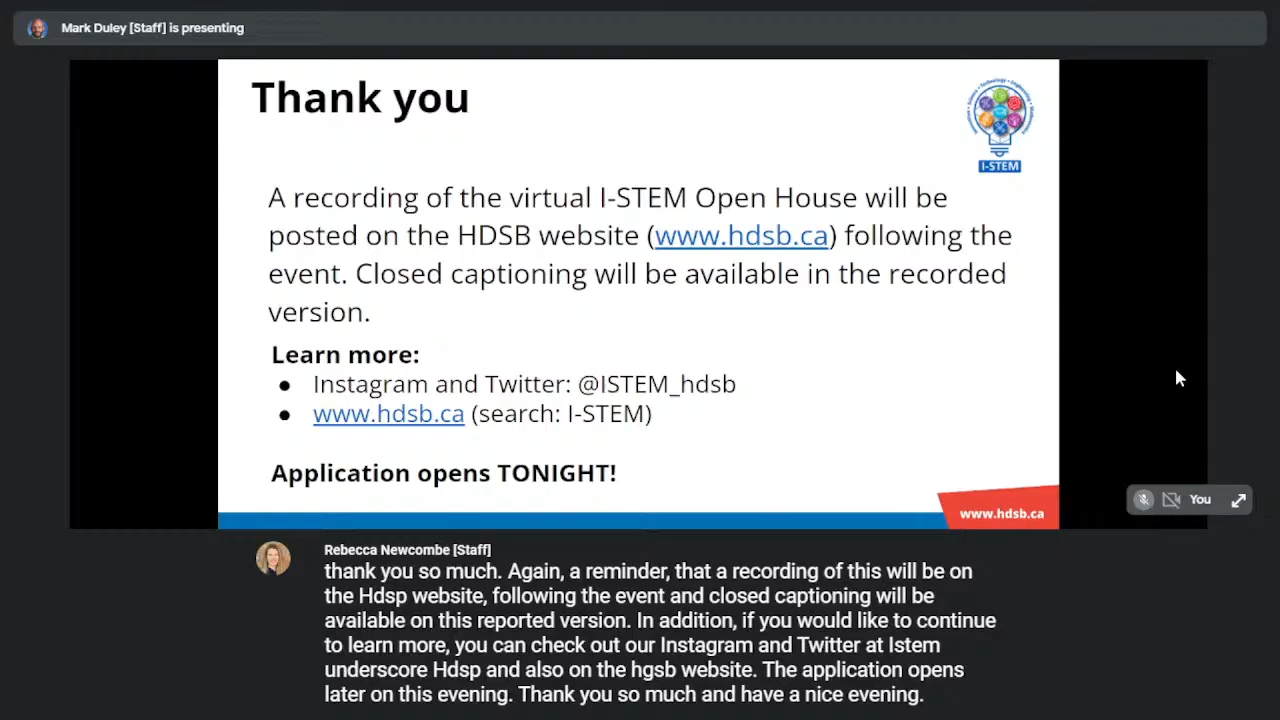 Mark Duley [Staff] is presenting
Thank you
I-STEM
A recording of the virtual I-STEM Open House will be
posted on the HDSB website (www.hdsb.ca) following the
event. Closed captioning will be available in the recorded
version.
Learn more:
● Instagram and Twitter: @ISTEM_hdsb
● www.hdsb.ca (search: I-STEM)
Application opens TONIGHT!
www.hdsb.ca
You
Rebecca Newcombe [Staff]
thank you so much. Again, a reminder, that a recording of this will be on
the Hdsp website, following the event and closed captioning will be
available on this reported version. In addition, if you would like to continue
to learn more, you can check out our Instagram and Twitter at Istem
underscore Hdsp and also on the hgsb website. The application opens
later on this evening. Thank you so much and have a nice evening.